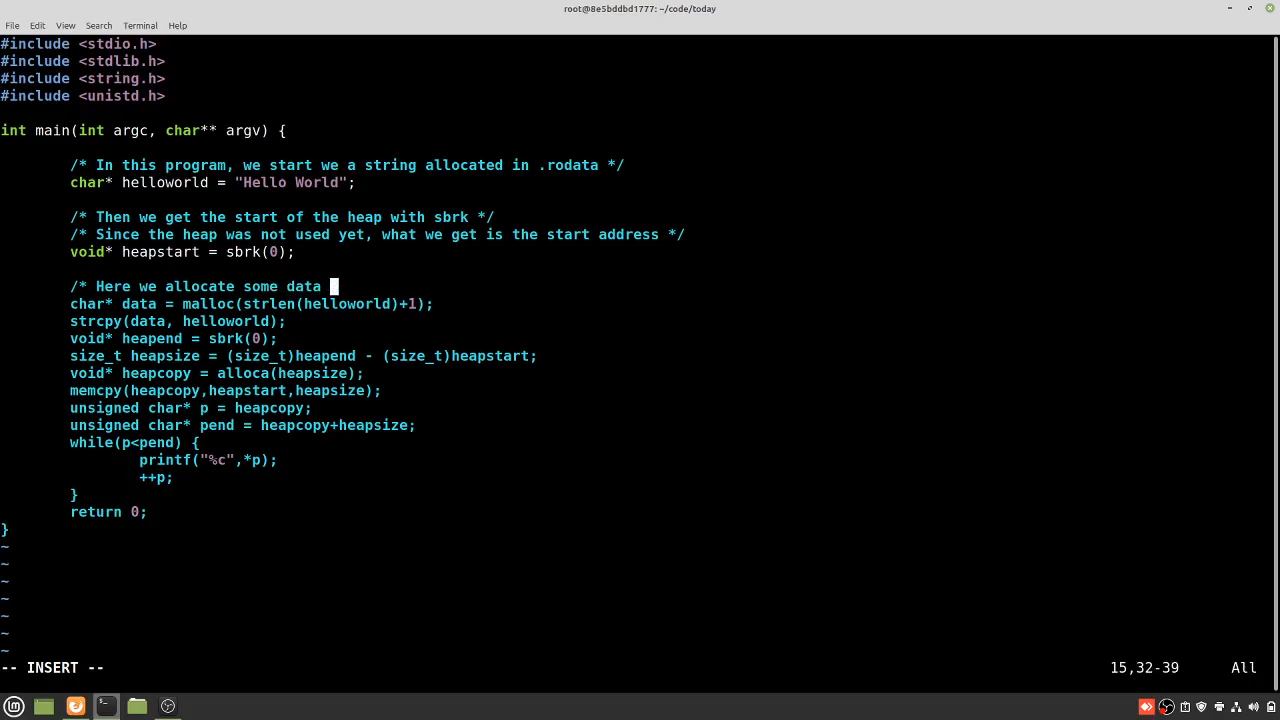 root@8e5bddbd1777: ~/code/today
File Edit View Search Terminal Help
#include <stdio.h>
#include <stdlib.h>
#include <string.h>
#include <unistd.h>
int main(int argc, char** argv) {
/* In this program, we start we a string allocated in .rodata */
char* helloworld = "Hello World";
/* Then we get the start of the heap with sbrk */
/* Since the heap was not used yet, what we get is the start address */
void* heapstart = sbrk(0);
/* Here we allocate some data
char* data = malloc(strlen(helloworld)+1);
strcpy(data, helloworld);
void* heapend = sbrk(0);
size_t heapsize = (size_t)heapend - (size_t)heapstart;
void* heapcopy = alloca(heapsize);
memcpy(heapcopy,heapstart,heapsize);
unsigned char* p = heapcopy;
unsigned char* pend = heapcopy+heapsize;
while(p<pend) {
printf("%c",*p);
++p;
}
return 0;
}
~
~
~
~
~
~
~
-- INSERT -- 15,32-39 All